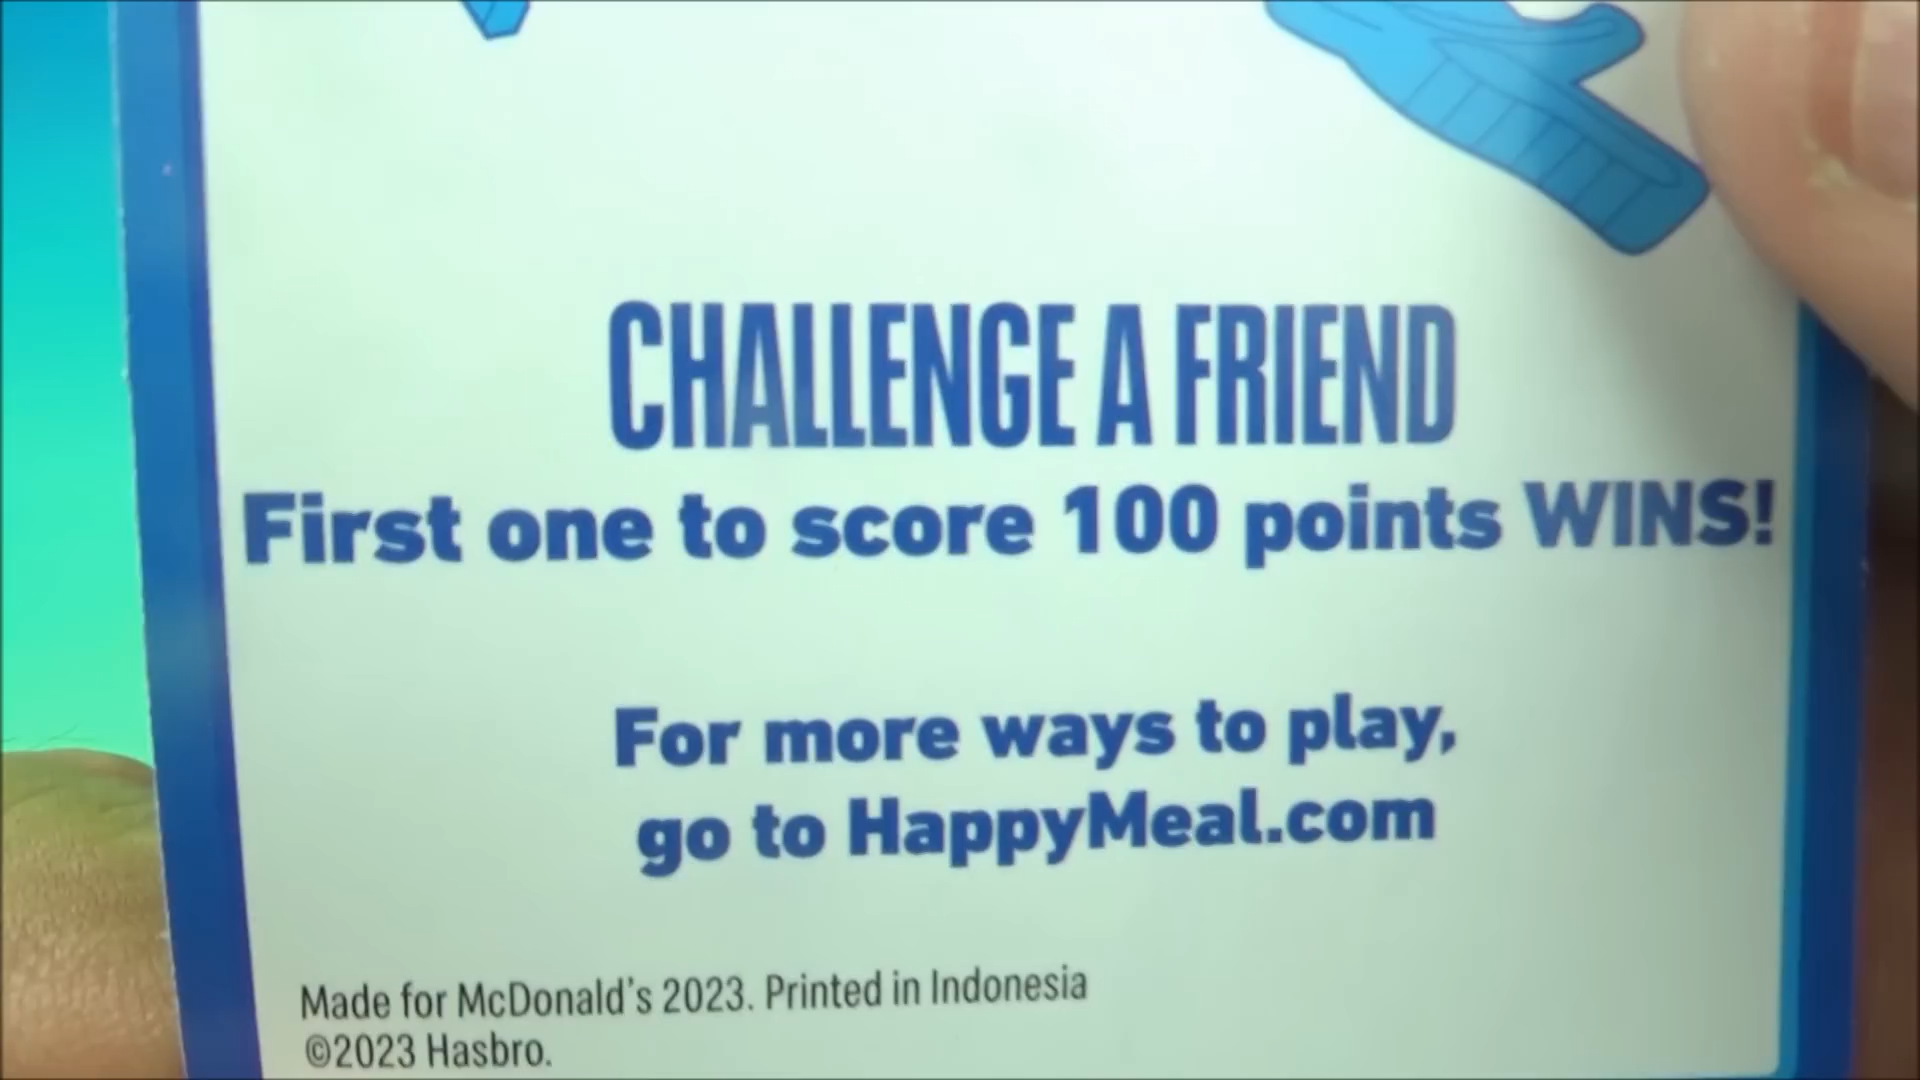 CHALLENGE A FRIEND
First one to score 100 points WINS!
For more ways to play,
go to HappyMeal.com
Made for McDonald's 2023. Printed in Indonesia
©2023 Hasbro.